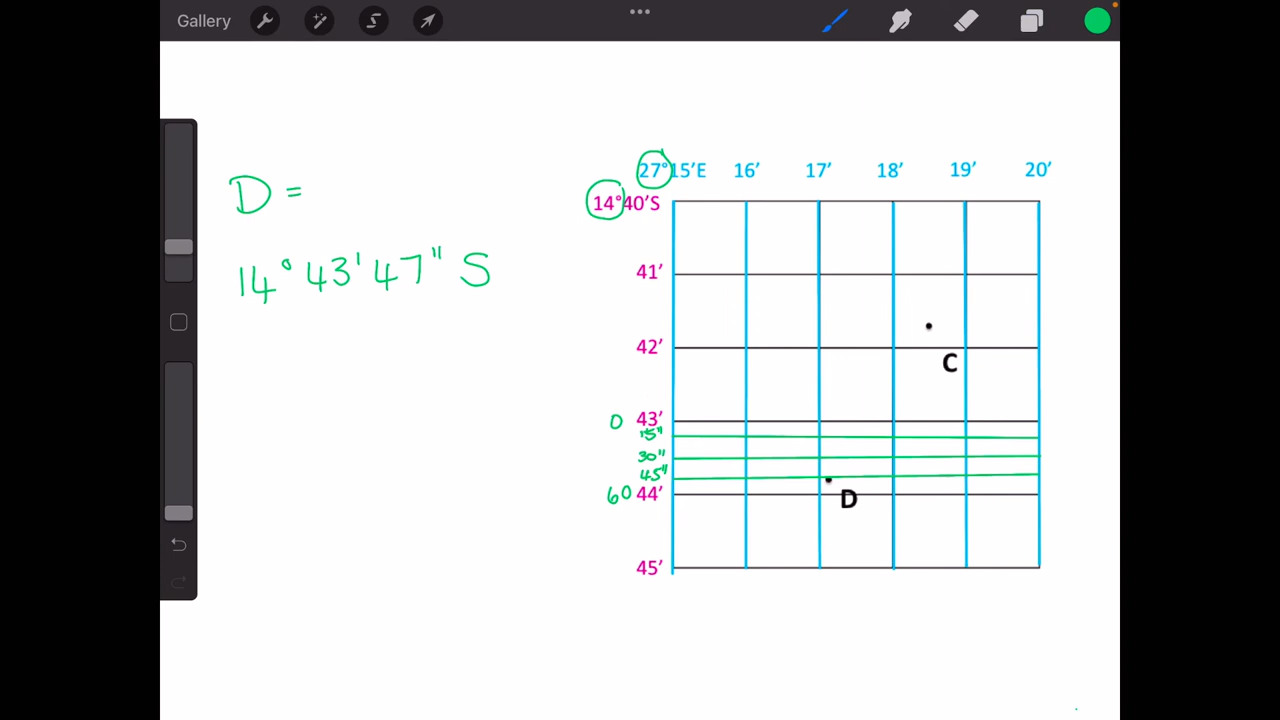 Gallery
27°15'E 16' 17' 18' 19' 20'
D =
14°40'S
14° 43' 47" S
41'
42'
C
0 43'
15"
30"
45"
60 44'
D
45'